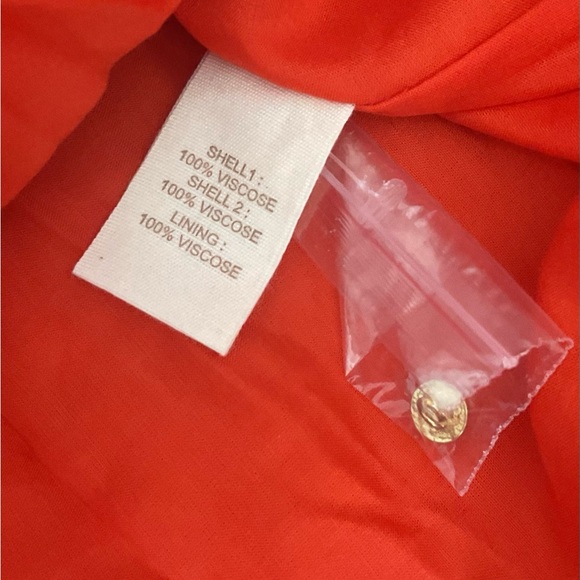 SHELL1 :
100% VISCOSE
SHELL 2 :
100% VISCOSE
LINING :
100% VISCOSE